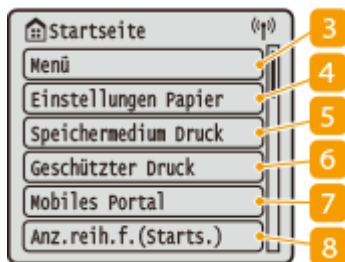 Startseite
Menü 3
Einstellungen Papier 4
Speichermedium Druck 5
Geschützter Druck 6
Mobiles Portal 7
Anz.reih.f.(Starts.) 8